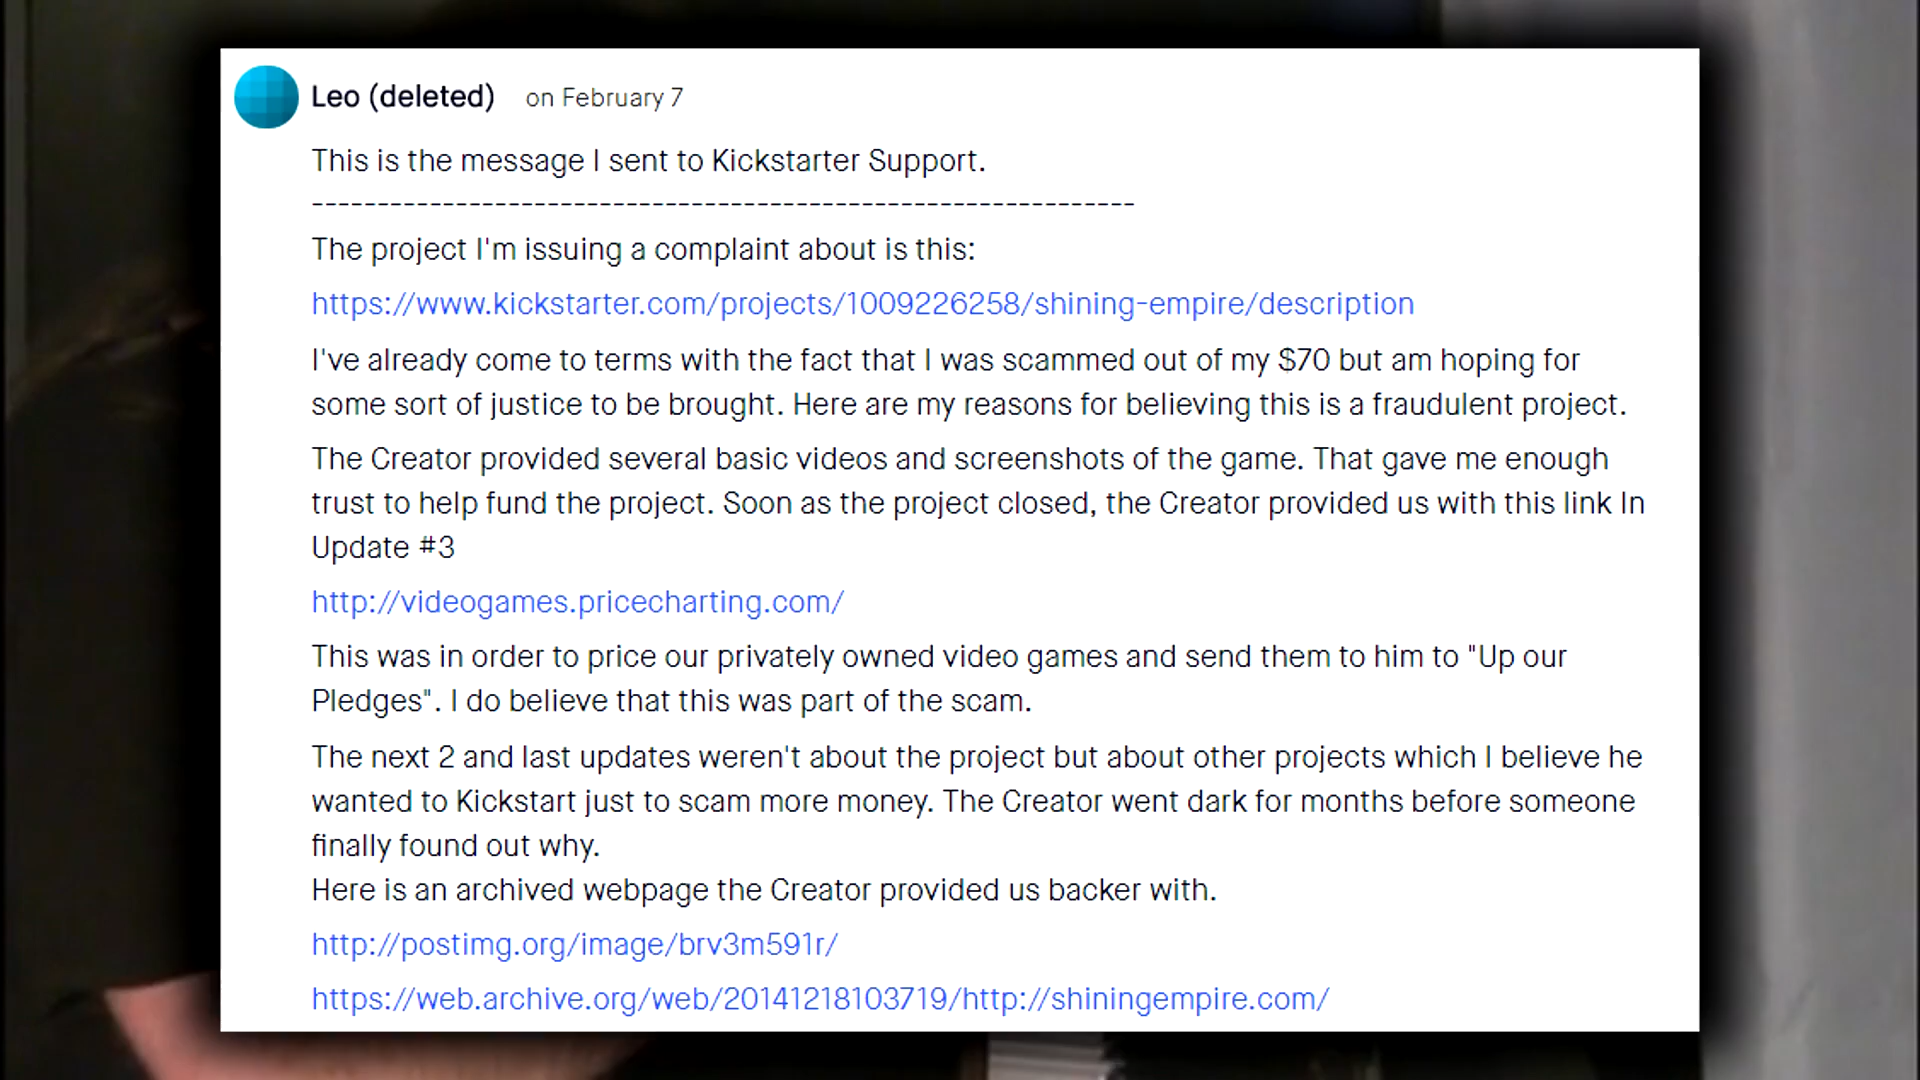 Leo (deleted) on February 7
This is the message I sent to Kickstarter Support.
---------------------------------------------------------------
The project I'm issuing a complaint about is this:
https://www.kickstarter.com/projects/1009226258/shining-empire/description
I've already come to terms with the fact that I was scammed out of my $70 but am hoping for
some sort of justice to be brought. Here are my reasons for believing this is a fraudulent project.
The Creator provided several basic videos and screenshots of the game. That gave me enough
trust to help fund the project. Soon as the project closed, the Creator provided us with this link In
Update #3
http://videogames.pricecharting.com/
This was in order to price our privately owned video games and send them to him to "Up our
Pledges". I do believe that this was part of the scam.
The next 2 and last updates weren't about the project but about other projects which I believe he
wanted to Kickstart just to scam more money. The Creator went dark for months before someone
finally found out why.
Here is an archived webpage the Creator provided us backer with.
http://postimg.org/image/brv3m591r/
https://web.archive.org/web/20141218103719/http://shiningempire.com/